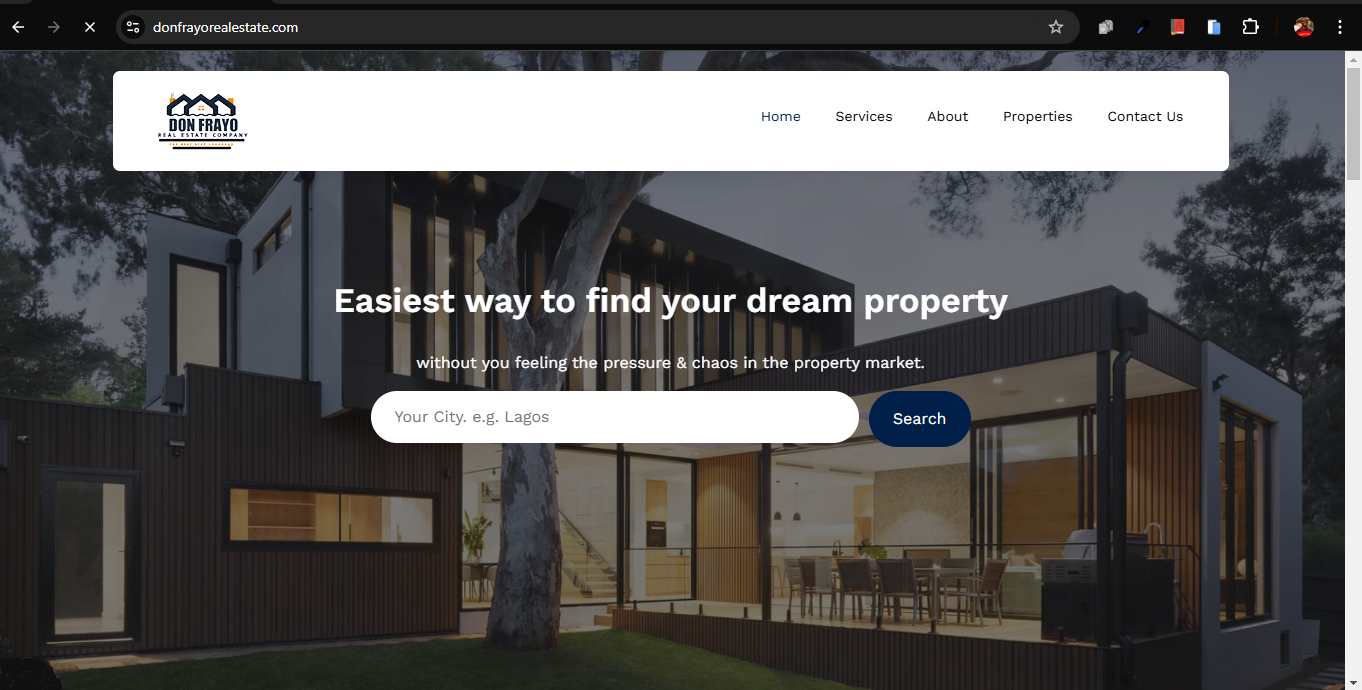 donfrayorealestate.com
DON FRAYO
REAL ESTATE COMPANY
Home Services About Properties Contact Us
Easiest way to find your dream property
without you feeling the pressure & chaos in the property market.
Your City. e.g. Lagos Search